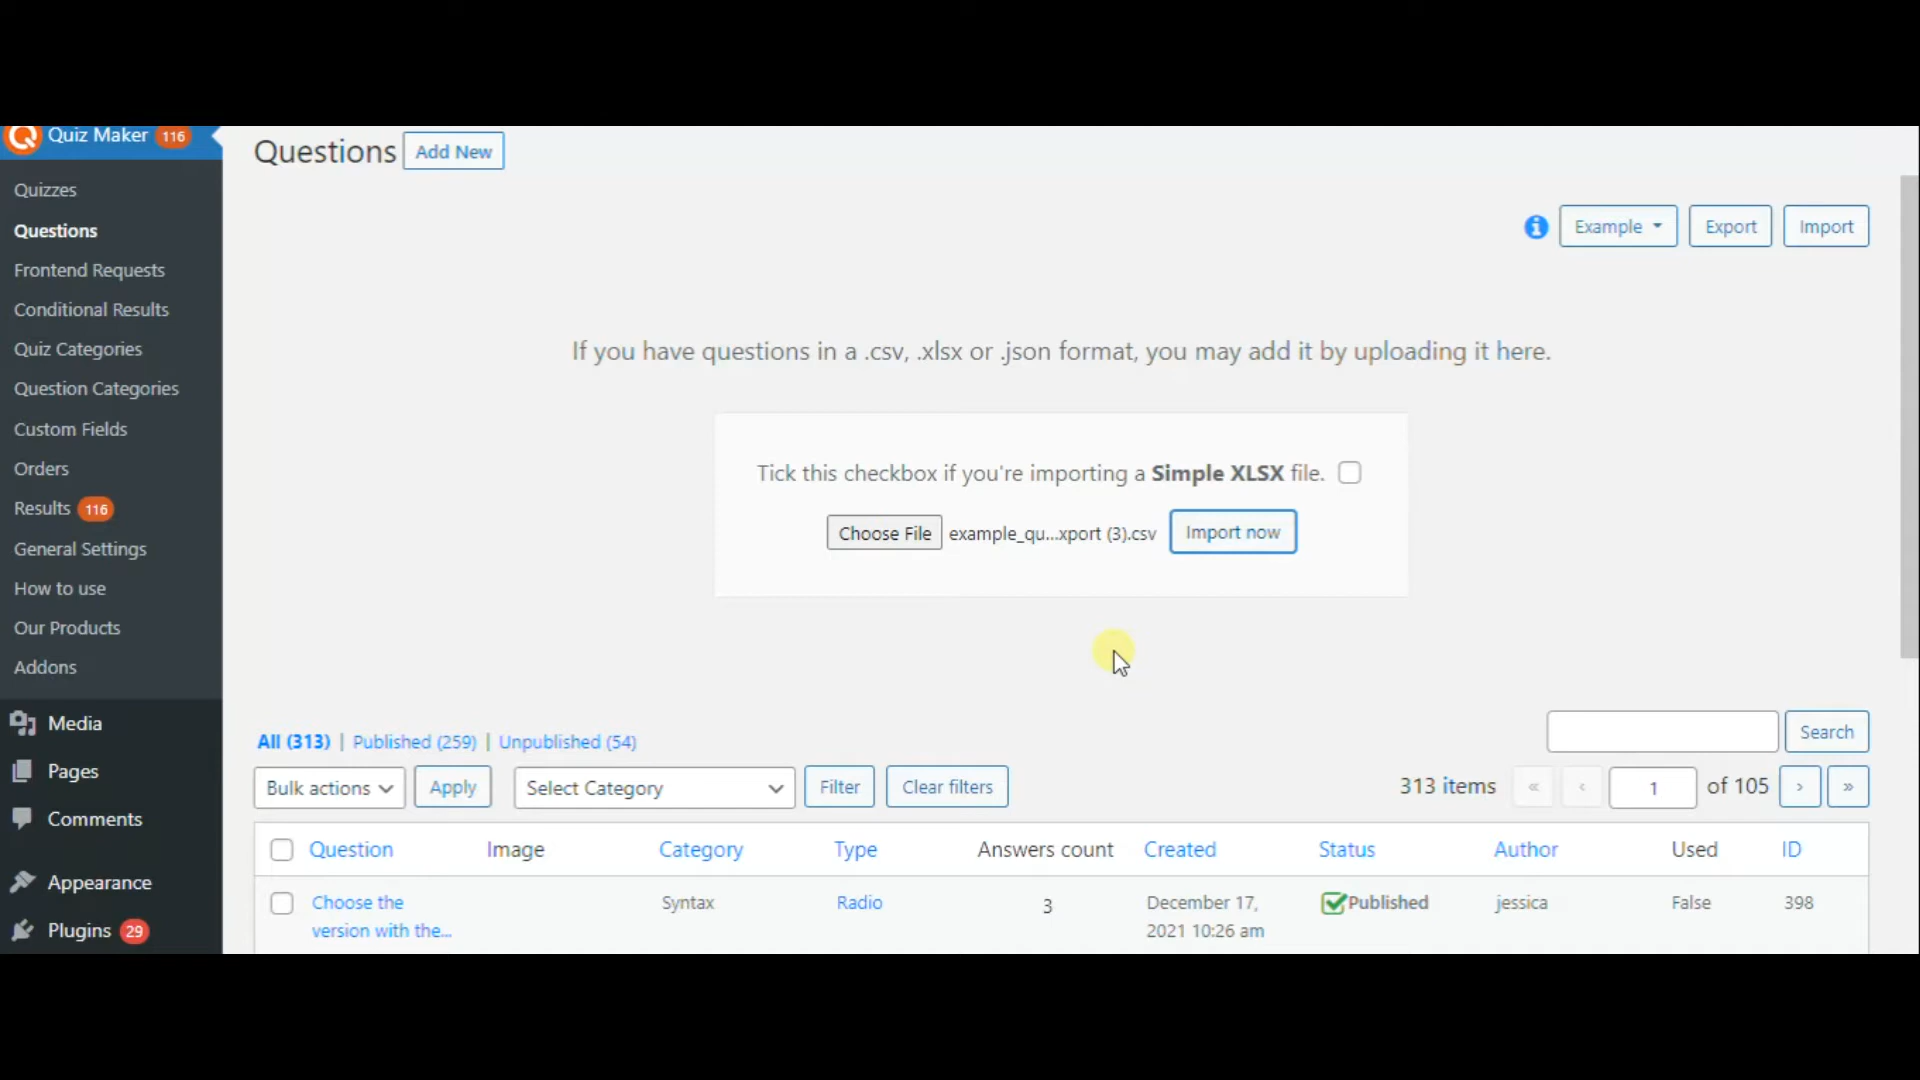 Quiz Maker 116
Quizzes
Questions
Frontend Requests
Conditional Results
Quiz Categories
Question Categories
Custom Fields
Orders
Results 116
General Settings
How to use
Our Products
Addons
Media
Pages
Comments
Appearance
Plugins 29
Questions Add New
Example Export Import
If you have questions in a .csv, .xlsx or .json format, you may add it by uploading it here.
Tick this checkbox if you're importing a Simple XLSX file.
Choose File example_qu...xport (3).csv Import now
All (313) | Published (259) | Unpublished (54)
Search
Bulk actions Apply Select Category Filter Clear filters 313 items « ‹ 1 of 105 › »
Question Image Category Type Answers count Created Status Author Used ID
Choose the Syntax Radio 3 December 17, Published jessica False 398
version with the... 2021 10:26 am